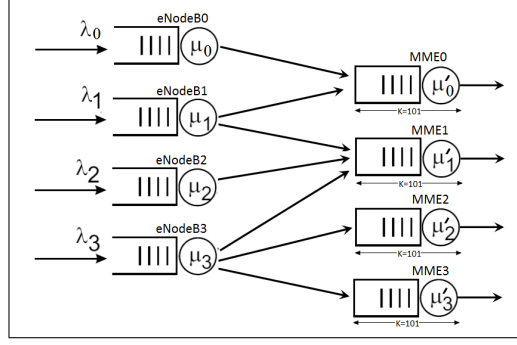 eNodeB0
λ0
μ0
MME0
μ′0
K=101
eNodeB1
λ1
μ1
MME1
μ′1
K=101
eNodeB2
λ2
μ2
MME2
μ′2
K=101
eNodeB3
λ3
μ3
MME3
μ′3
K=101